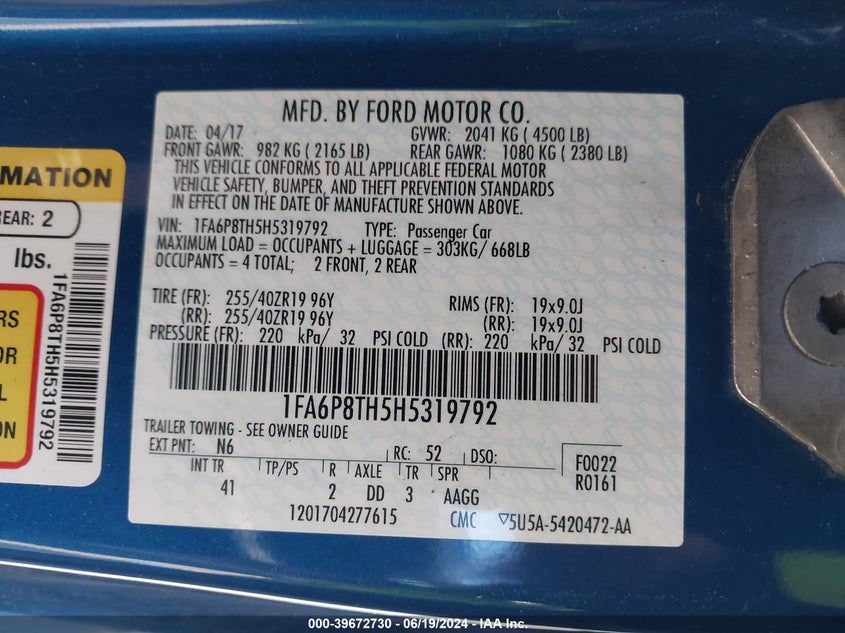 MFD. BY FORD MOTOR CO.
DATE: 04/17 GVWR: 2041 KG ( 4500 LB)
FRONT GAWR: 982 KG ( 2165 LB) REAR GAWR: 1080 KG ( 2380 LB)
THIS VEHICLE CONFORMS TO ALL APPLICABLE FEDERAL MOTOR
VEHICLE SAFETY, BUMPER, AND THEFT PREVENTION STANDARDS
IN EFFECT ON THE DATE OF MANUFACTURE SHOWN ABOVE.
VIN: 1FA6P8TH5H5319792 TYPE: Passenger Car
MAXIMUM LOAD = OCCUPANTS + LUGGAGE = 303KG/ 668LB
OCCUPANTS = 4 TOTAL; 2 FRONT, 2 REAR
TIRE (FR): 255/40ZR19 96Y RIMS (FR): 19x9.0J
(RR): 255/40ZR19 96Y (RR): 19x9.0J
PRESSURE (FR): 220 kPa/ 32 PSI COLD (RR): 220 kPa/ 32 PSI COLD
1FA6P8TH5H5319792
TRAILER TOWING - SEE OWNER GUIDE
EXT PNT: N6 RC: 52 DSO: F0022
R0161
INT TR TP/PS R AXLE TR SPR
41 2 DD 3 AAGG
1201704277615 CMC ▽5U5A-5420472-AA
RMATION
REAR: 2
lbs.
RS
OR
L
ON
1FA6P8TH5H5319792
000-39672730 - 06/19/2024 - IAA Inc.